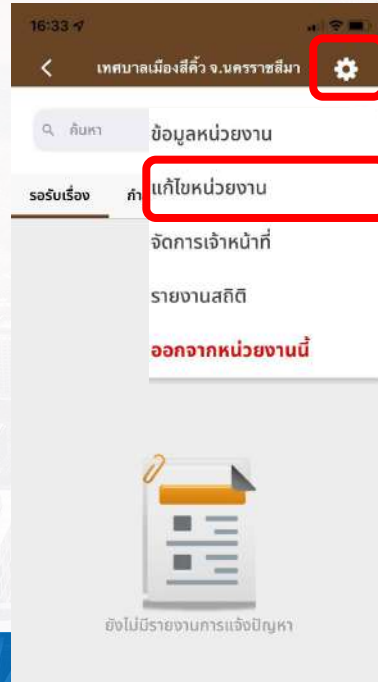 16:33
เทศบาลเมืองสีคิ้ว จ.นครราชสีมา
ค้นหา
ข้อมูลหน่วยงาน
รอรับเรื่อง กำ
แก้ไขหน่วยงาน
จัดการเจ้าหน้าที่
รายงานสถิติ
ออกจากหน่วยงานนี้
ยังไม่มีรายงานการแจ้งปัญหา